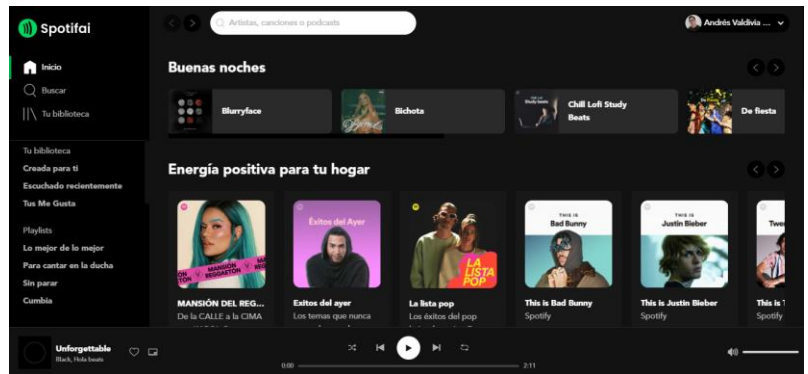 Spotifai
Artistas, canciones o podcasts
Andrés Valdivia ...
Inicio
Buscar
Tu biblioteca
Tu biblioteca
Creada para ti
Escuchado recientemente
Tus Me Gusta
Playlists
Lo mejor de lo mejor
Para cantar en la ducha
Sin parar
Cumbia
Buenas noches
Blurryface
Bichota
Chill Lofi Study
Beats
De fiesta
Energía positiva para tu hogar
MANSIÓN
REGGAETON
MANSIÓN DEL REG...
De la CALLE a la CIMA
Éxitos del Ayer
Exitos del ayer
Los temas que nunca
LA
LISTA
POP
La lista pop
Los éxitos del pop
THIS IS
Bad Bunny
This is Bad Bunny
Spotify
THIS IS
Justin Bieber
This is Justin Bieber
Spotify
Twe
This is T
Spotify
Unforgettable
Black, Hola beats
0:00
2:11